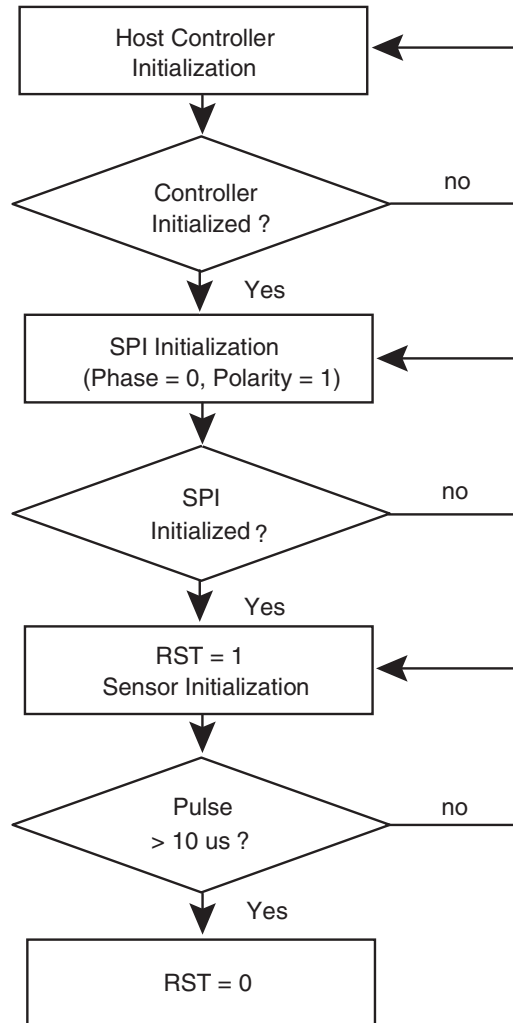 Host Controller
Initialization
Controller
Initialized ?
no
Yes
SPI Initialization
(Phase = 0, Polarity = 1)
SPI
Initialized ?
no
Yes
RST = 1
Sensor Initialization
Pulse
> 10 us ?
no
Yes
RST = 0